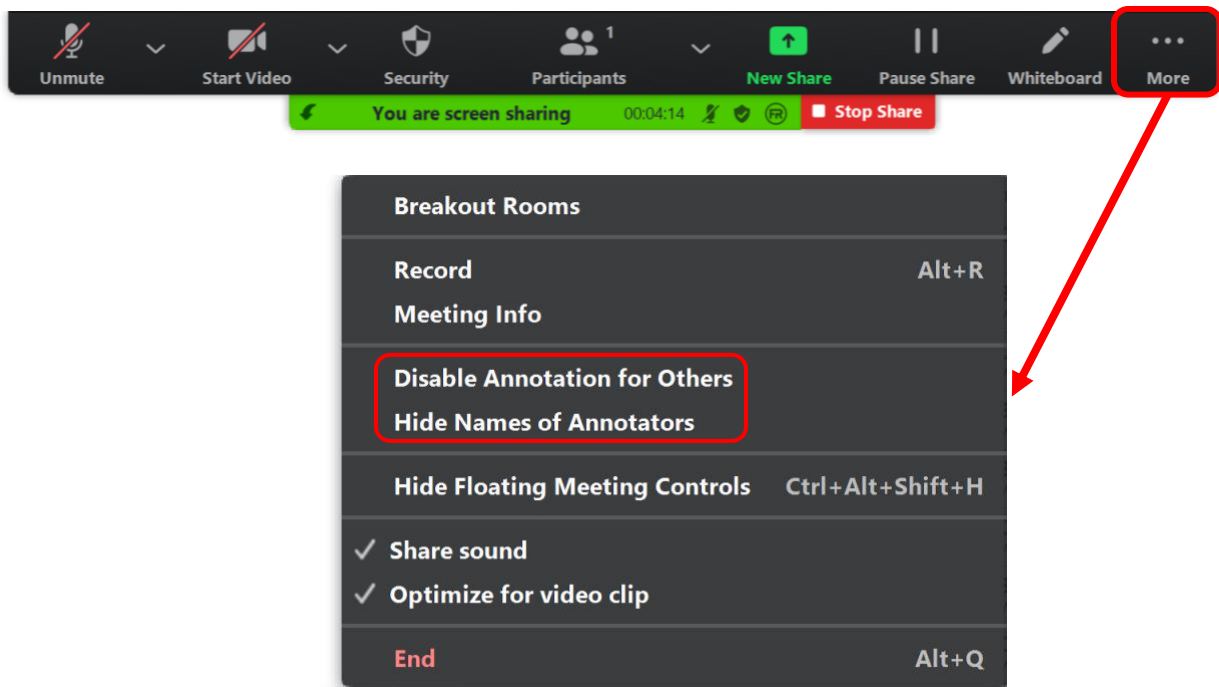 1
Unmute Start Video Security Participants New Share Pause Share Whiteboard More
You are screen sharing 00:04:14 FR Stop Share
Breakout Rooms
Record Alt+R
Meeting Info
Disable Annotation for Others
Hide Names of Annotators
Hide Floating Meeting Controls Ctrl+Alt+Shift+H
Share sound
Optimize for video clip
End Alt+Q